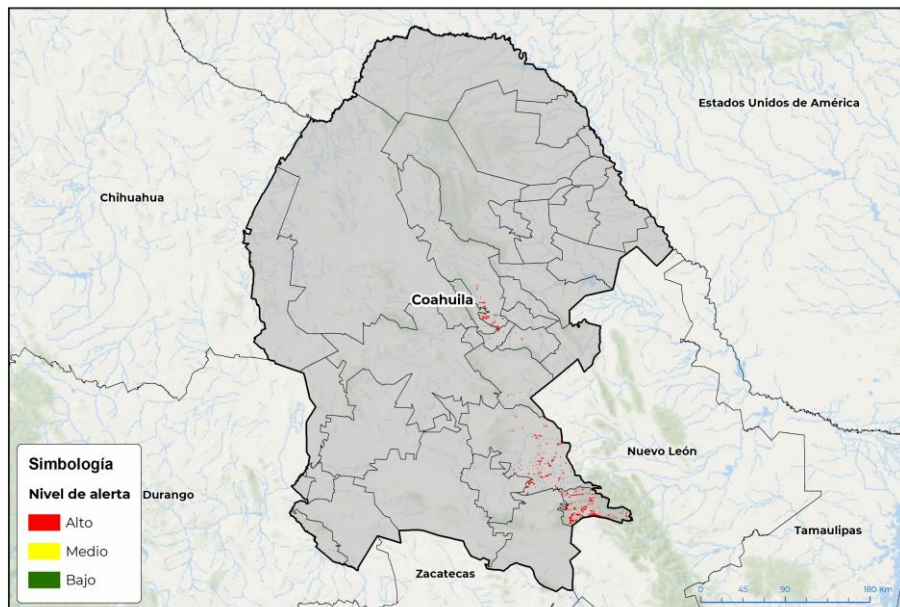 Estados Unidos de América
Chihuahua
Coahuila
Nuevo León
Simbología
Nivel de alerta
Durango
Alto
Medio
Bajo
Tamaulipas
Zacatecas
0 45 90 180 Km